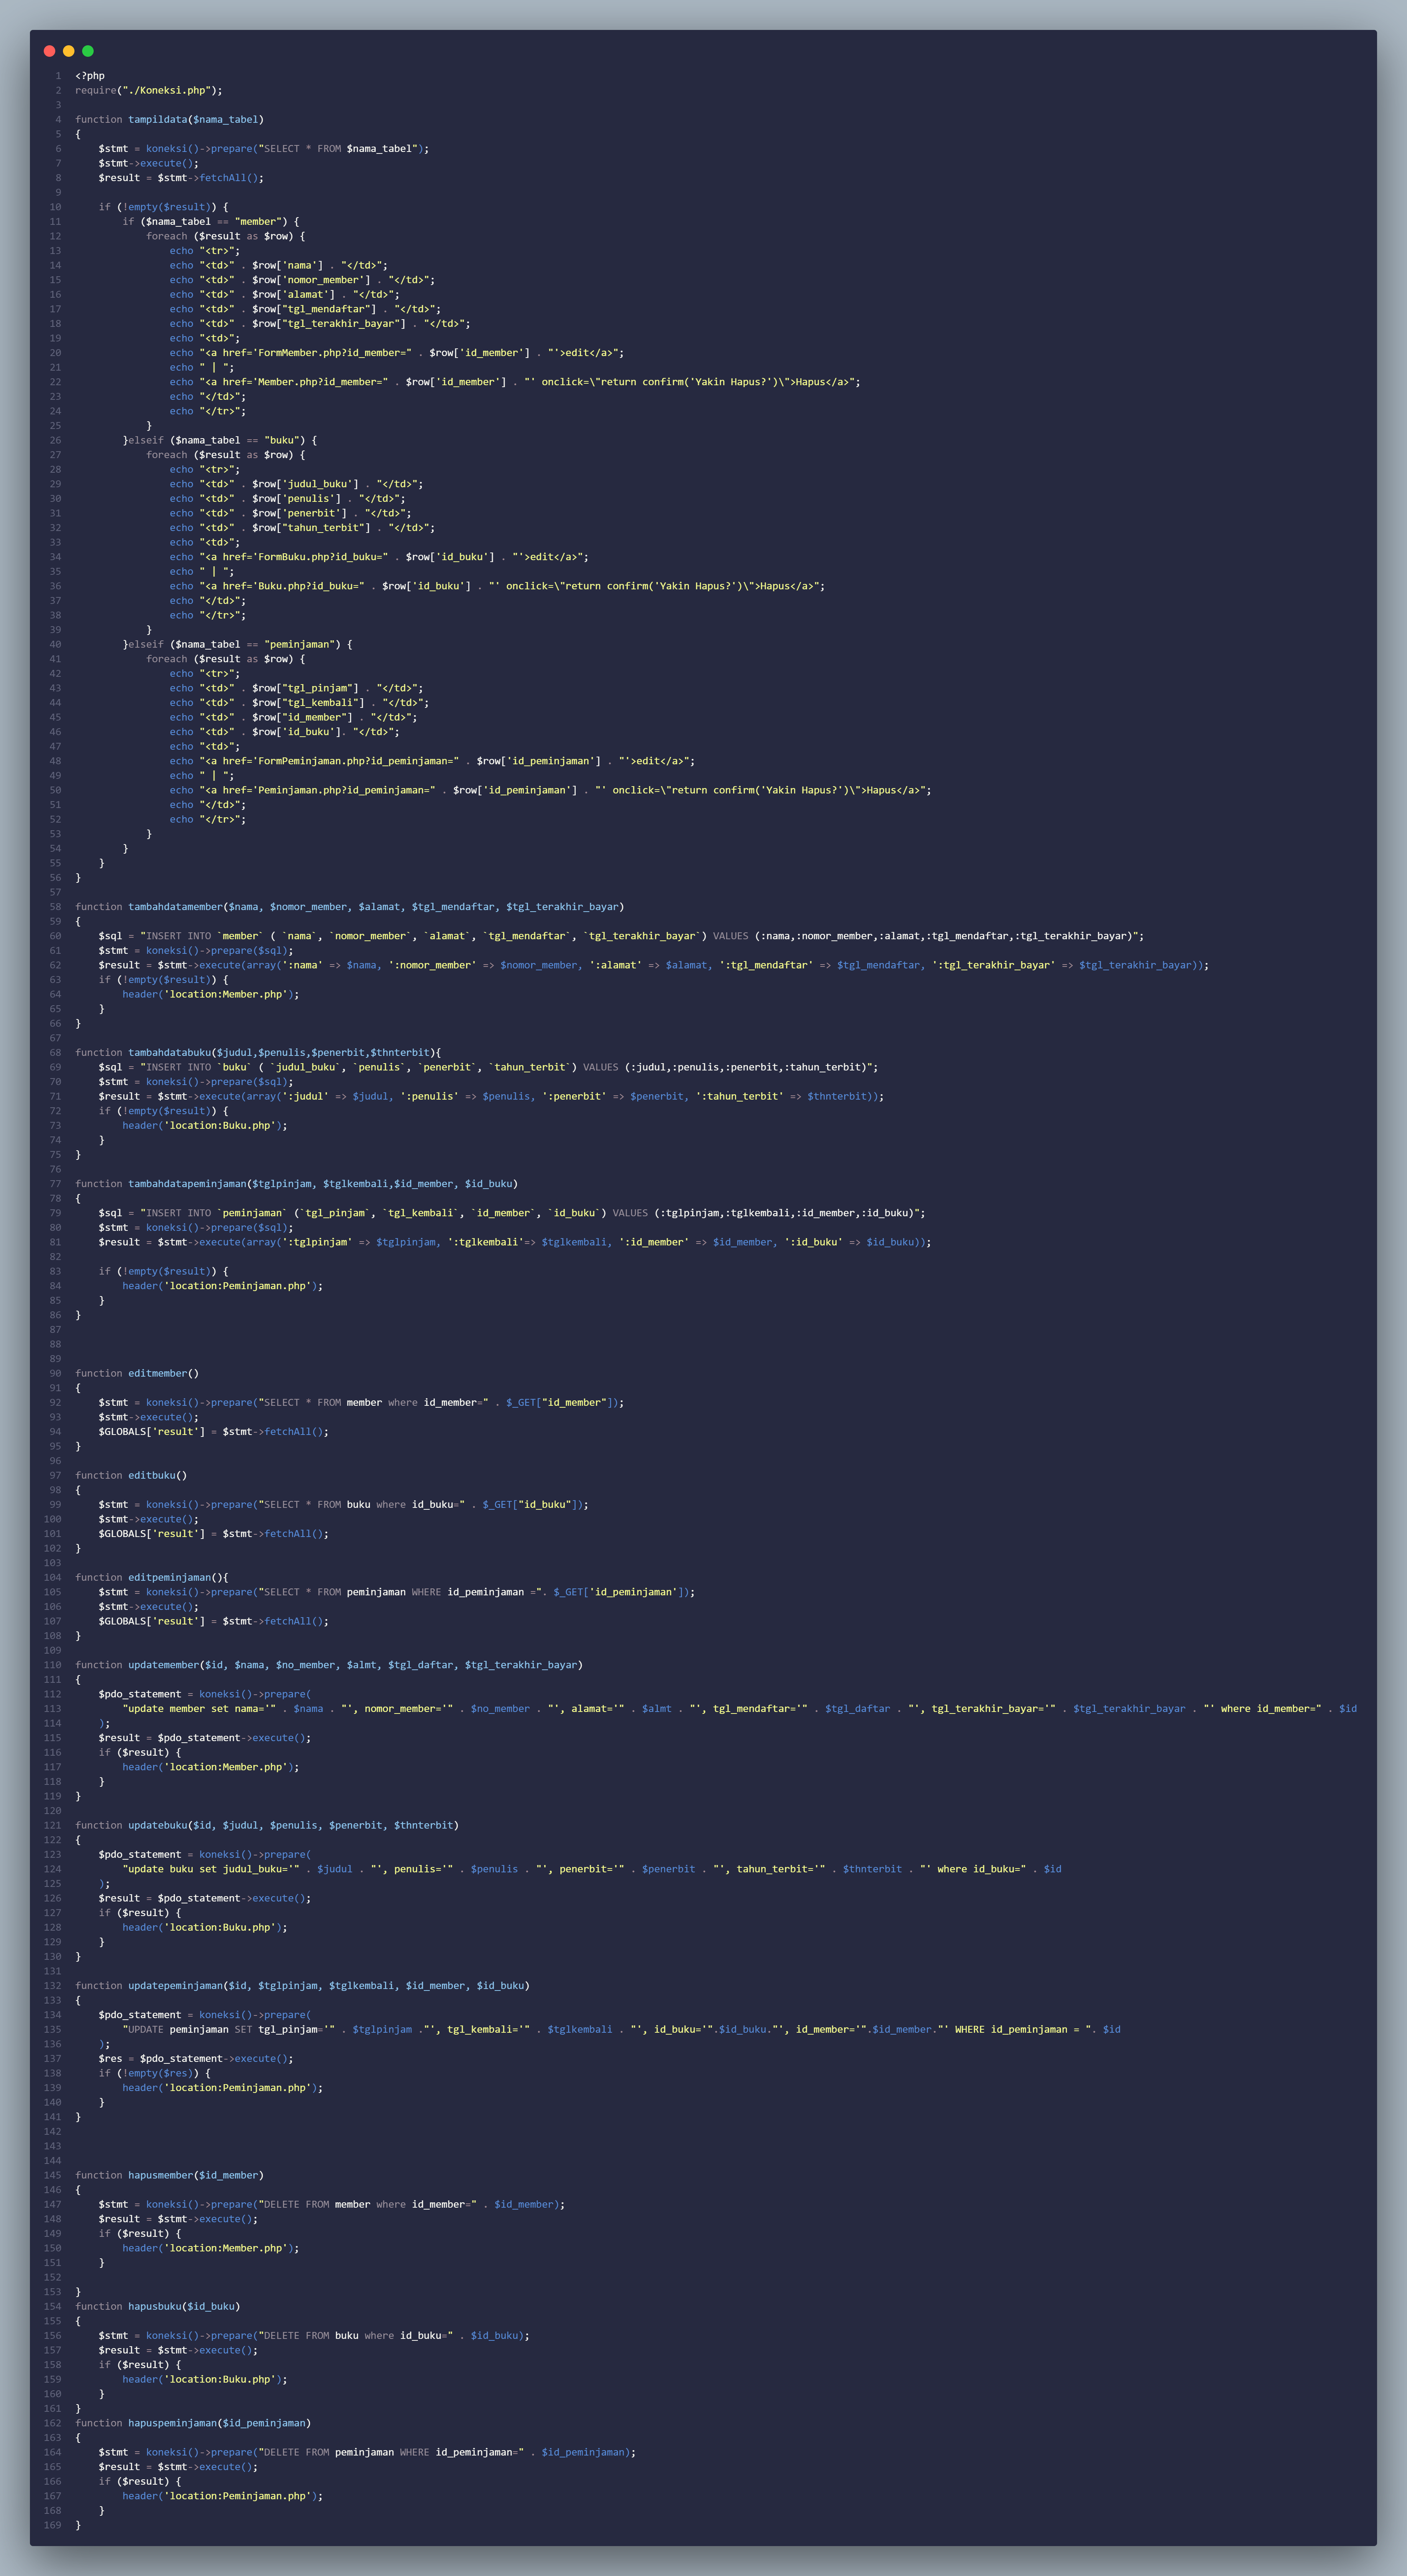 1 <?php
2 require("./Koneksi.php");
3
4 function tampildata($nama_tabel)
5 {
6     $stmt = koneksi()->prepare("SELECT * FROM $nama_tabel");
7     $stmt->execute();
8     $result = $stmt->fetchAll();
9
10     if (!empty($result)) {
11         if ($nama_tabel == "member") {
12             foreach ($result as $row) {
13                 echo "<tr>";
14                 echo "<td>" . $row['nama'] . "</td>";
15                 echo "<td>" . $row['nomor_member'] . "</td>";
16                 echo "<td>" . $row['alamat'] . "</td>";
17                 echo "<td>" . $row["tgl_mendaftar"] . "</td>";
18                 echo "<td>" . $row["tgl_terakhir_bayar"] . "</td>";
19                 echo "<td>";
20                 echo "<a href='FormMember.php?id_member=" . $row['id_member'] . "'>edit</a>";
21                 echo " | ";
22                 echo "<a href='Member.php?id_member=" . $row['id_member'] . "' onclick=\"return confirm('Yakin Hapus?')\">Hapus</a>";
23                 echo "</td>";
24                 echo "</tr>";
25             }
26         }elseif ($nama_tabel == "buku") {
27             foreach ($result as $row) {
28                 echo "<tr>";
29                 echo "<td>" . $row['judul_buku'] . "</td>";
30                 echo "<td>" . $row['penulis'] . "</td>";
31                 echo "<td>" . $row['penerbit'] . "</td>";
32                 echo "<td>" . $row["tahun_terbit"] . "</td>";
33                 echo "<td>";
34                 echo "<a href='FormBuku.php?id_buku=" . $row['id_buku'] . "'>edit</a>";
35                 echo " | ";
36                 echo "<a href='Buku.php?id_buku=" . $row['id_buku'] . "' onclick=\"return confirm('Yakin Hapus?')\">Hapus</a>";
37                 echo "</td>";
38                 echo "</tr>";
39             }
40         }elseif ($nama_tabel == "peminjaman") {
41             foreach ($result as $row) {
42                 echo "<tr>";
43                 echo "<td>" . $row["tgl_pinjam"] . "</td>";
44                 echo "<td>" . $row["tgl_kembali"] . "</td>";
45                 echo "<td>" . $row["id_member"] . "</td>";
46                 echo "<td>" . $row['id_buku']. "</td>";
47                 echo "<td>";
48                 echo "<a href='FormPeminjaman.php?id_peminjaman=" . $row['id_peminjaman'] . "'>edit</a>";
49                 echo " | ";
50                 echo "<a href='Peminjaman.php?id_peminjaman=" . $row['id_peminjaman'] . "' onclick=\"return confirm('Yakin Hapus?')\">Hapus</a>";
51                 echo "</td>";
52                 echo "</tr>";
53             }
54         }
55     }
56 }
57
58 function tambahdatamember($nama, $nomor_member, $alamat, $tgl_mendaftar, $tgl_terakhir_bayar)
59 {
60     $sql = "INSERT INTO `member` ( `nama`, `nomor_member`, `alamat`, `tgl_mendaftar`, `tgl_terakhir_bayar`) VALUES (:nama,:nomor_member,:alamat,:tgl_mendaftar,:tgl_terakhir_bayar)";
61     $stmt = koneksi()->prepare($sql);
62     $result = $stmt->execute(array(':nama' => $nama, ':nomor_member' => $nomor_member, ':alamat' => $alamat, ':tgl_mendaftar' => $tgl_mendaftar, ':tgl_terakhir_bayar' => $tgl_terakhir_bayar));
63     if (!empty($result)) {
64         header('location:Member.php');
65     }
66 }
67
68 function tambahdatabuku($judul,$penulis,$penerbit,$thnterbit){
69     $sql = "INSERT INTO `buku` ( `judul_buku`, `penulis`, `penerbit`, `tahun_terbit`) VALUES (:judul,:penulis,:penerbit,:tahun_terbit)";
70     $stmt = koneksi()->prepare($sql);
71     $result = $stmt->execute(array(':judul' => $judul, ':penulis' => $penulis, ':penerbit' => $penerbit, ':tahun_terbit' => $thnterbit));
72     if (!empty($result)) {
73         header('location:Buku.php');
74     }
75 }
76
77 function tambahdatapeminjaman($tglpinjam, $tglkembali,$id_member, $id_buku)
78 {
79     $sql = "INSERT INTO `peminjaman` (`tgl_pinjam`, `tgl_kembali`, `id_member`, `id_buku`) VALUES (:tglpinjam,:tglkembali,:id_member,:id_buku)";
80     $stmt = koneksi()->prepare($sql);
81     $result = $stmt->execute(array(':tglpinjam' => $tglpinjam, ':tglkembali'=> $tglkembali, ':id_member' => $id_member, ':id_buku' => $id_buku));
82
83     if (!empty($result)) {
84         header('location:Peminjaman.php');
85     }
86 }
87
88
89
90 function editmember()
91 {
92     $stmt = koneksi()->prepare("SELECT * FROM member where id_member=" . $_GET["id_member"]);
93     $stmt->execute();
94     $GLOBALS['result'] = $stmt->fetchAll();
95 }
96
97 function editbuku()
98 {
99     $stmt = koneksi()->prepare("SELECT * FROM buku where id_buku=" . $_GET["id_buku"]);
100     $stmt->execute();
101     $GLOBALS['result'] = $stmt->fetchAll();
102 }
103
104 function editpeminjaman(){
105     $stmt = koneksi()->prepare("SELECT * FROM peminjaman WHERE id_peminjaman =". $_GET['id_peminjaman']);
106     $stmt->execute();
107     $GLOBALS['result'] = $stmt->fetchAll();
108 }
109
110 function updatemember($id, $nama, $no_member, $almt, $tgl_daftar, $tgl_terakhir_bayar)
111 {
112     $pdo_statement = koneksi()->prepare(
113         "update member set nama='" . $nama . "', nomor_member='" . $no_member . "', alamat='" . $almt . "', tgl_mendaftar='" . $tgl_daftar . "', tgl_terakhir_bayar='" . $tgl_terakhir_bayar . "' where id_member=" . $id
114     );
115     $result = $pdo_statement->execute();
116     if ($result) {
117         header('location:Member.php');
118     }
119 }
120
121 function updatebuku($id, $judul, $penulis, $penerbit, $thnterbit)
122 {
123     $pdo_statement = koneksi()->prepare(
124         "update buku set judul_buku='" . $judul . "', penulis='" . $penulis . "', penerbit='" . $penerbit . "', tahun_terbit='" . $thnterbit . "' where id_buku=" . $id
125     );
126     $result = $pdo_statement->execute();
127     if ($result) {
128         header('location:Buku.php');
129     }
130 }
131
132 function updatepeminjaman($id, $tglpinjam, $tglkembali, $id_member, $id_buku)
133 {
134     $pdo_statement = koneksi()->prepare(
135         "UPDATE peminjaman SET tgl_pinjam='" . $tglpinjam ."', tgl_kembali='" . $tglkembali . "', id_buku='".$id_buku."', id_member='".$id_member."' WHERE id_peminjaman = ". $id
136     );
137     $res = $pdo_statement->execute();
138     if (!empty($res)) {
139         header('location:Peminjaman.php');
140     }
141 }
142
143
144
145 function hapusmember($id_member)
146 {
147     $stmt = koneksi()->prepare("DELETE FROM member where id_member=" . $id_member);
148     $result = $stmt->execute();
149     if ($result) {
150         header('location:Member.php');
151     }
152
153 }
154 function hapusbuku($id_buku)
155 {
156     $stmt = koneksi()->prepare("DELETE FROM buku where id_buku=" . $id_buku);
157     $result = $stmt->execute();
158     if ($result) {
159         header('location:Buku.php');
160     }
161 }
162 function hapuspeminjaman($id_peminjaman)
163 {
164     $stmt = koneksi()->prepare("DELETE FROM peminjaman WHERE id_peminjaman=" . $id_peminjaman);
165     $result = $stmt->execute();
166     if ($result) {
167         header('location:Peminjaman.php');
168     }
169 }